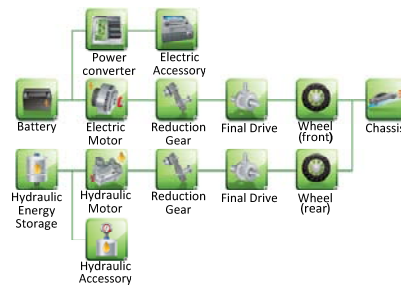 Power
converter
Electric
Accessory
Battery
Electric
Motor
Reduction
Gear
Final Drive
Wheel
(front)
Chassis
Hydraulic
Energy
Storage
Hydraulic
Motor
Reduction
Gear
Final Drive
Wheel
(rear)
Hydraulic
Accessory